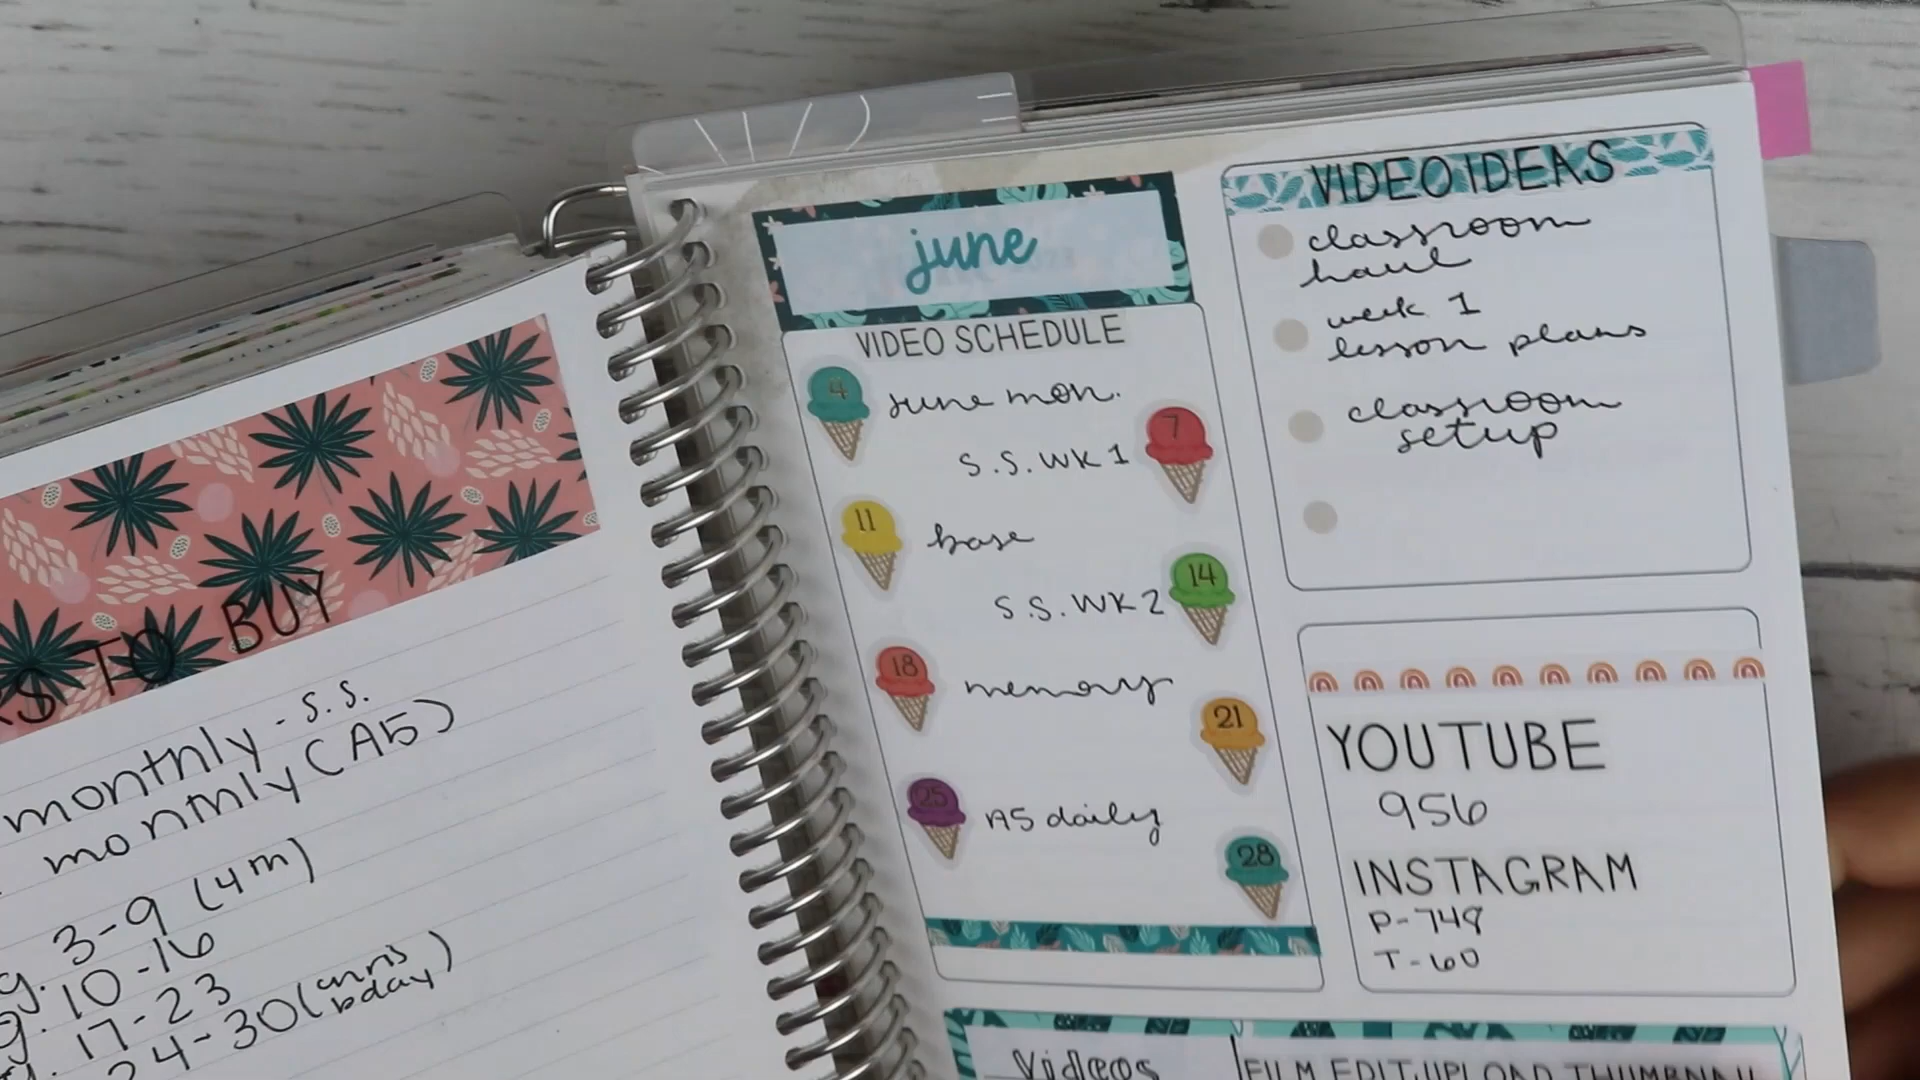 TO BUY
monthly - S.S.
monthly (A5)
3-9 (4m)
10-16
17-23
24-30 (chris bday)
june
VIDEO SCHEDULE
4 June mon.
S.S. WK 1 7
11 base
S.S. WK 2 14
18 memory
21
25 A5 daily
28
VIDEO IDEAS
classroom
haul
week 1
lesson plans
classroom
setup
YOUTUBE
956
INSTAGRAM
P-748
T-60
Videos
FILM EDIT UPLOAD THUMBNAIL